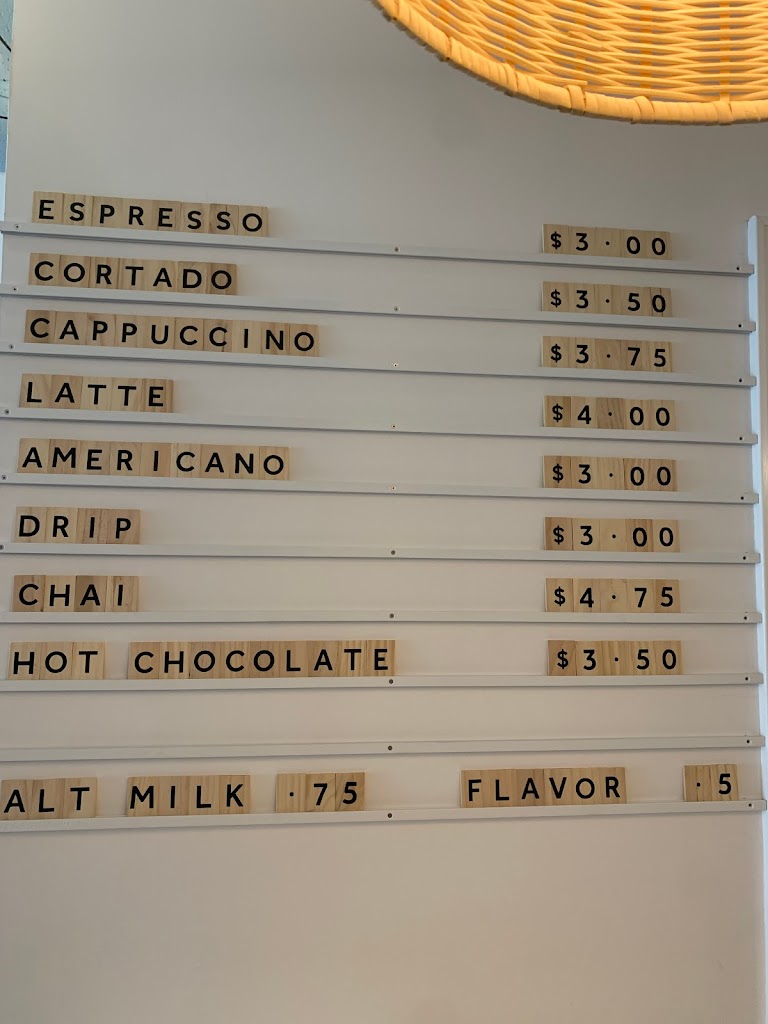 ESPRESSO $3.00
CORTADO $3.50
CAPPUCCINO $3.75
LATTE $4.00
AMERICANO $3.00
DRIP $3.00
CHAI $4.75
HOT CHOCOLATE $3.50
ALT MILK .75 FLAVOR .5